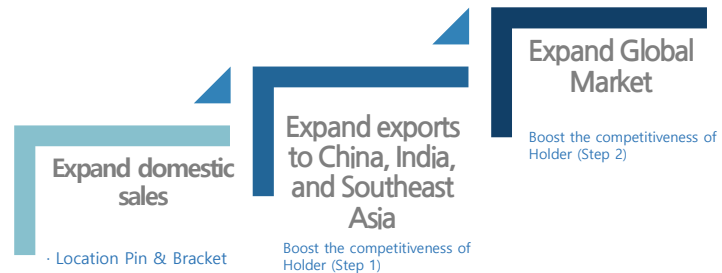 Expand domestic
sales
· Location Pin & Bracket
Expand exports
to China, India,
and Southeast
Asia
Boost the competitiveness of
Holder (Step 1)
Expand Global
Market
Boost the competitiveness of
Holder (Step 2)